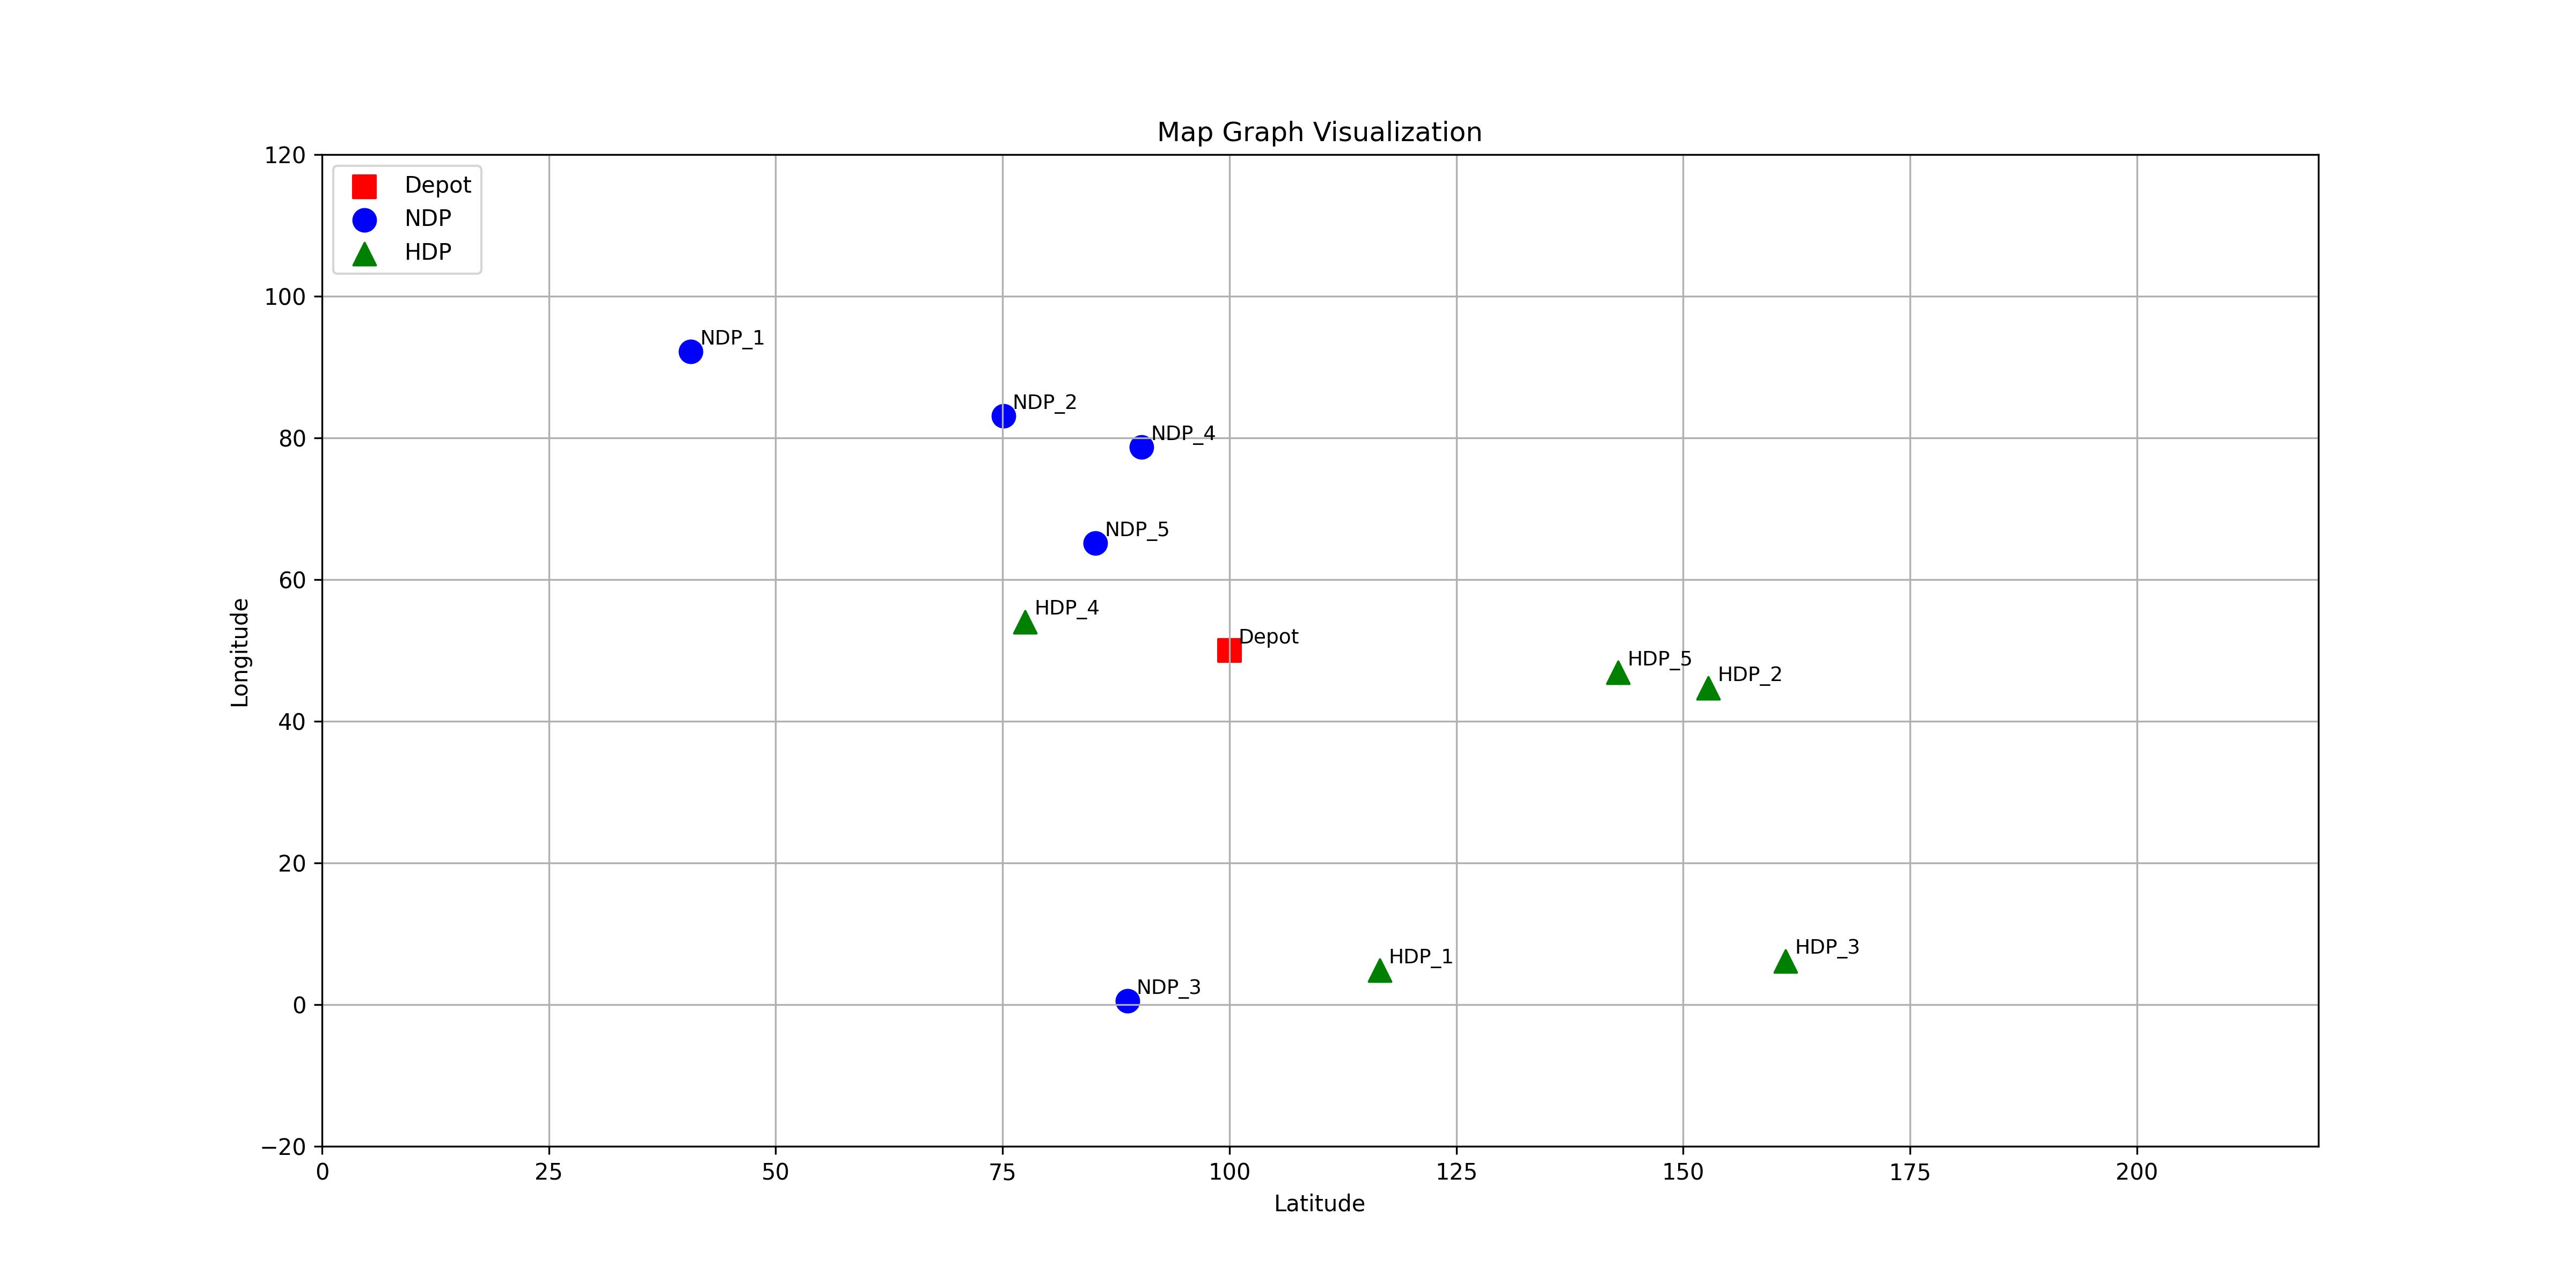 Map Graph Visualization
120
100
80
60
40
20
0
−20
Longitude
Depot
NDP
HDP
NDP_1
NDP_2
NDP_4
NDP_5
HDP_4
Depot
HDP_5
HDP_2
HDP_1
HDP_3
NDP_3
0 25 50 75 100 125 150 175 200
Latitude